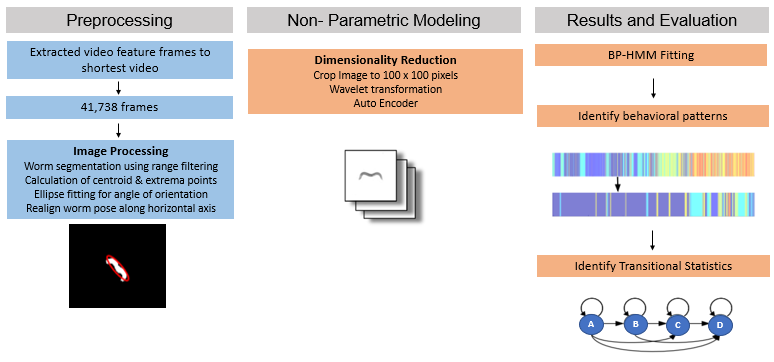 Preprocessing
Extracted video feature frames to
shortest video
41,738 frames
Image Processing
Worm segmentation using range filtering
Calculation of centroid & extrema points
Ellipse fitting for angle of orientation
Realign worm pose along horizontal axis
Non- Parametric Modeling
Dimensionality Reduction
Crop Image to 100 x 100 pixels
Wavelet transformation
Auto Encoder
Results and Evaluation
BP-HMM Fitting
Identify behavioral patterns
Identify Transitional Statistics
A B C D